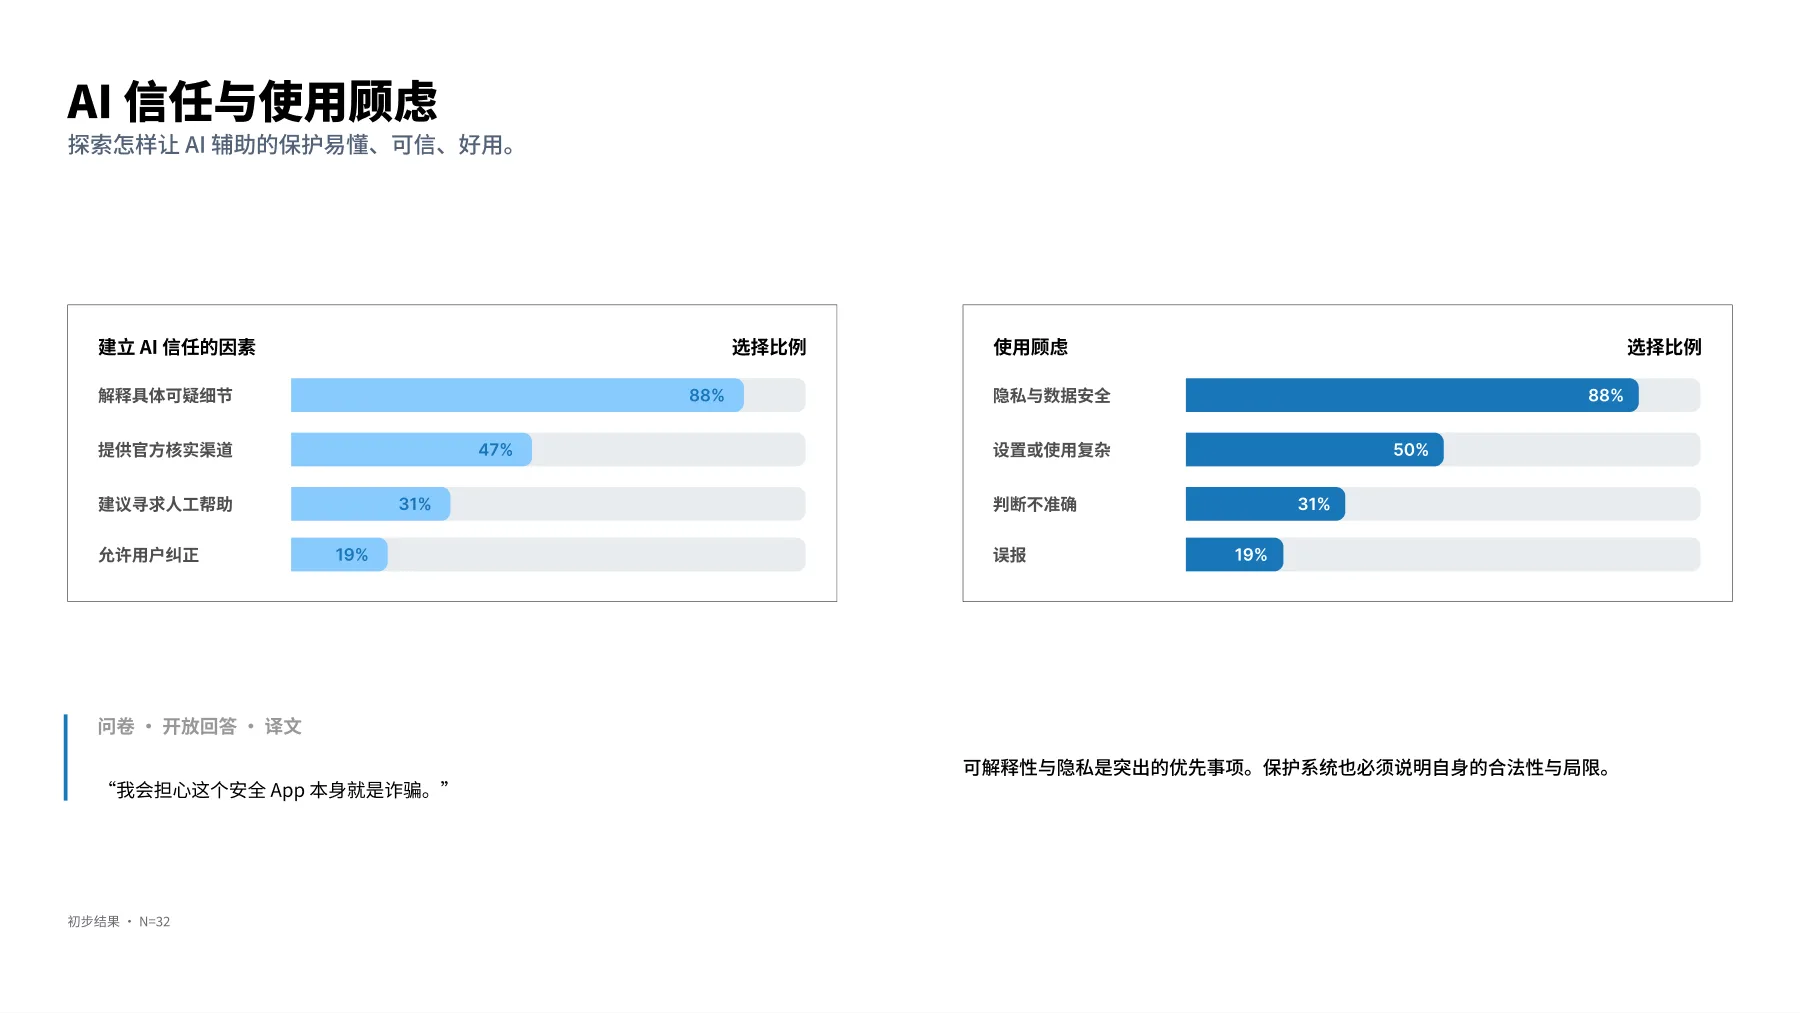 AI 信任与使用顾虑
探索怎样让 AI 辅助的保护易懂、可信、好用。
建立 AI 信任的因素 选择比例
解释具体可疑细节 88%
提供官方核实渠道 47%
建议寻求人工帮助 31%
允许用户纠正 19%
使用顾虑 选择比例
隐私与数据安全 88%
设置或使用复杂 50%
判断不准确 31%
误报 19%
问卷 • 开放回答 • 译文
“我会担心这个安全 App 本身就是诈骗。”
可解释性与隐私是突出的优先事项。保护系统也必须说明自身的合法性与局限。
初步结果 • N=32